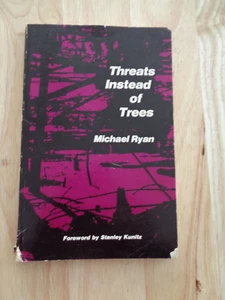 Threats
Instead
of
Trees
Michael Ryan
Foreword by Stanley Kunitz